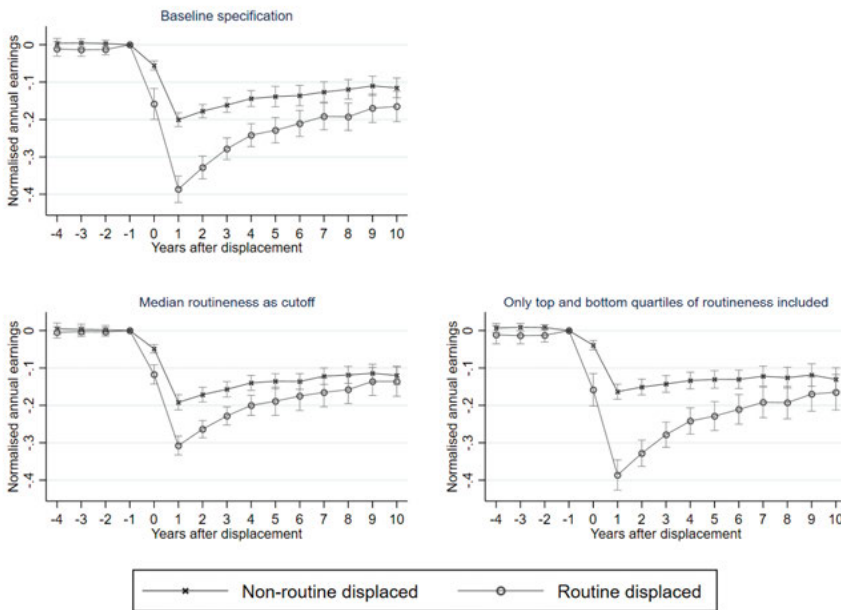 Baseline specification
Normalised annual earnings
0
-.1
-.2
-.3
-.4
-4 -3 -2 -1 0 1 2 3 4 5 6 7 8 9 10
Years after displacement
Median routineness as cutoff
Normalised annual earnings
0
-.1
-.2
-.3
-.4
-4 -3 -2 -1 0 1 2 3 4 5 6 7 8 9 10
Years after displacement
Only top and bottom quartiles of routineness included
Normalised annual earnings
0
-.1
-.2
-.3
-.4
-4 -3 -2 -1 0 1 2 3 4 5 6 7 8 9 10
Years after displacement
Non-routine displaced
Routine displaced